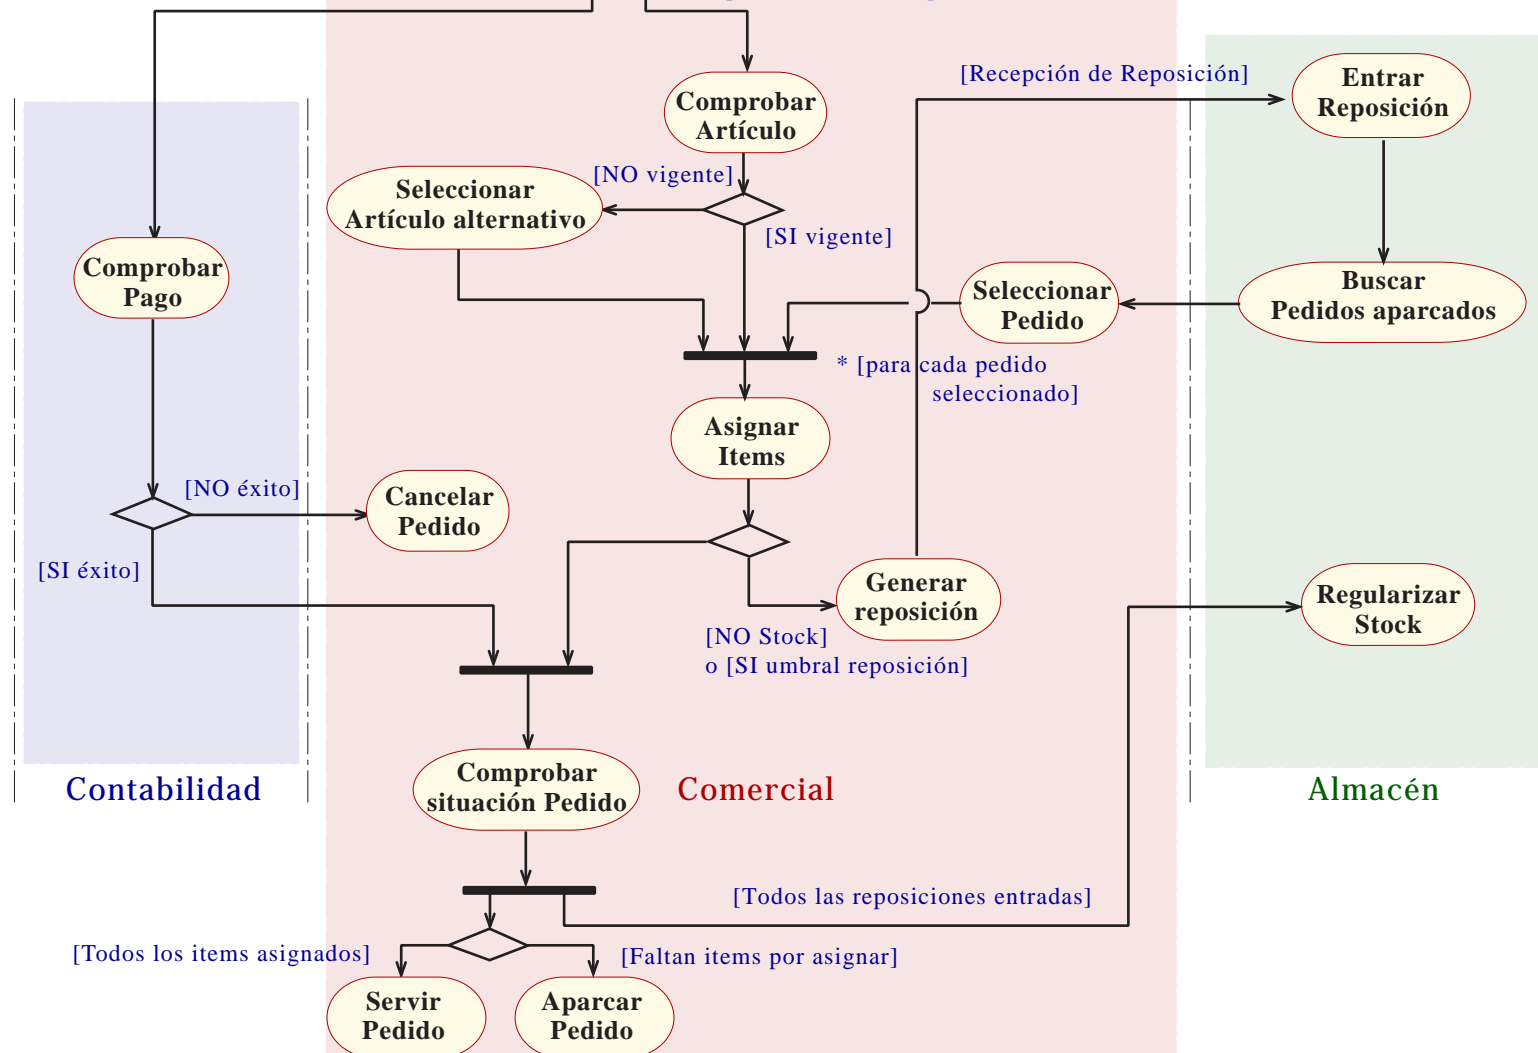 [Recepción de Reposición]
Entrar
Reposición
Comprobar
Artículo
[NO vigente]
Seleccionar
Artículo alternativo
[SI vigente]
Comprobar
Pago
Seleccionar
Pedido
Buscar
Pedidos aparcados
* [para cada pedido
seleccionado]
Asignar
Items
[NO éxito]
Cancelar
Pedido
[SI éxito]
Generar
reposición
Regularizar
Stock
[NO Stock]
o [SI umbral reposición]
Contabilidad
Comprobar
situación Pedido
Comercial
Almacén
[Todos las reposiciones entradas]
[Todos los items asignados]
[Faltan items por asignar]
Servir
Pedido
Aparcar
Pedido